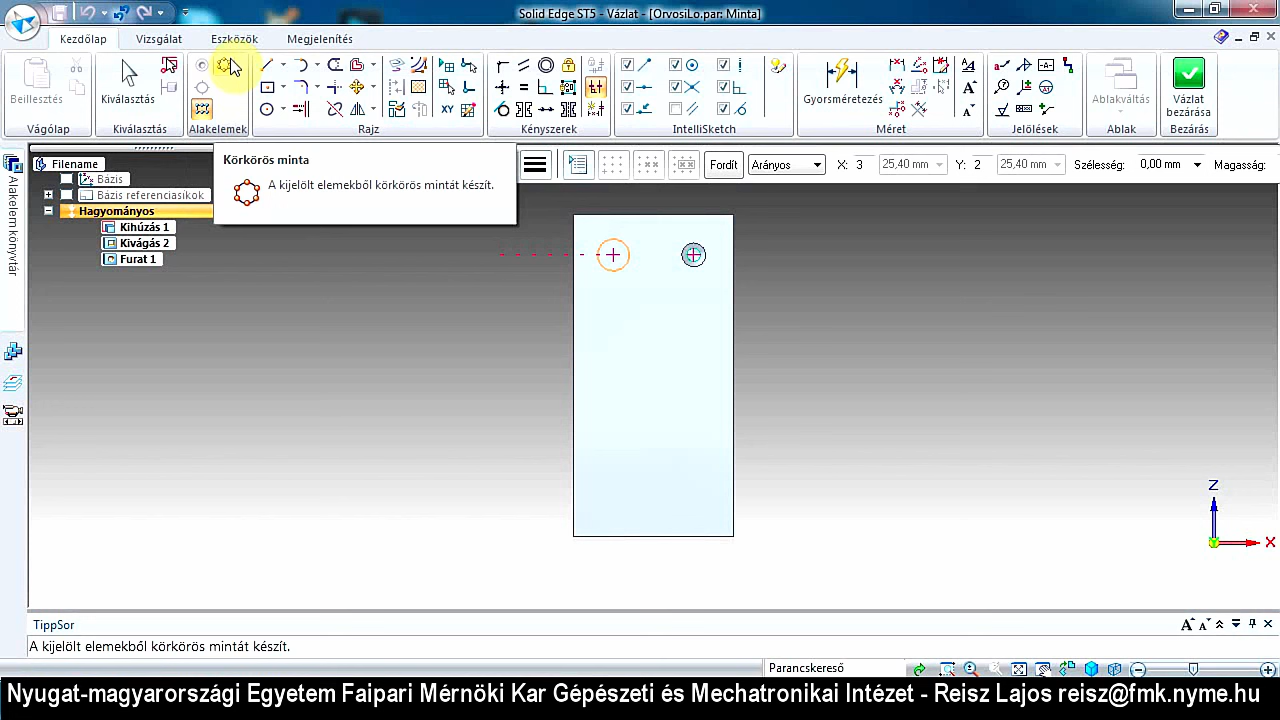 Solid Edge ST5 - Vázlat - [OrvosiLo.par: Minta]
Kezdőlap Vizsgálat Eszközök Megjelenítés
Beillesztés Kiválasztás Gyorsméretezés Ablakváltás Vázlat bezárása
Vágólap Kiválasztás Alakelemek Rajz Kényszerek IntelliSketch Méret Jelölések Ablak Bezárás
Körkörös minta
A kijelölt elemekből körkörös mintát készít.
Fordít Arányos X: 3 25,40 mm Y: 2 25,40 mm Szélesség: 0,00 mm Magasság:
Alakelem könyvtár
Filename
Bázis
Bázis referenciasíkok
Hagyományos
Kihúzás 1
Kivágás 2
Furat 1
Z
X
TippSor
A kijelölt elemekből körkörös mintát készít.
Parancskereső
Nyugat-magyarországi Egyetem Faipari Mérnöki Kar Gépészeti és Mechatronikai Intézet - Reisz Lajos reisz@fmk.nyme.hu